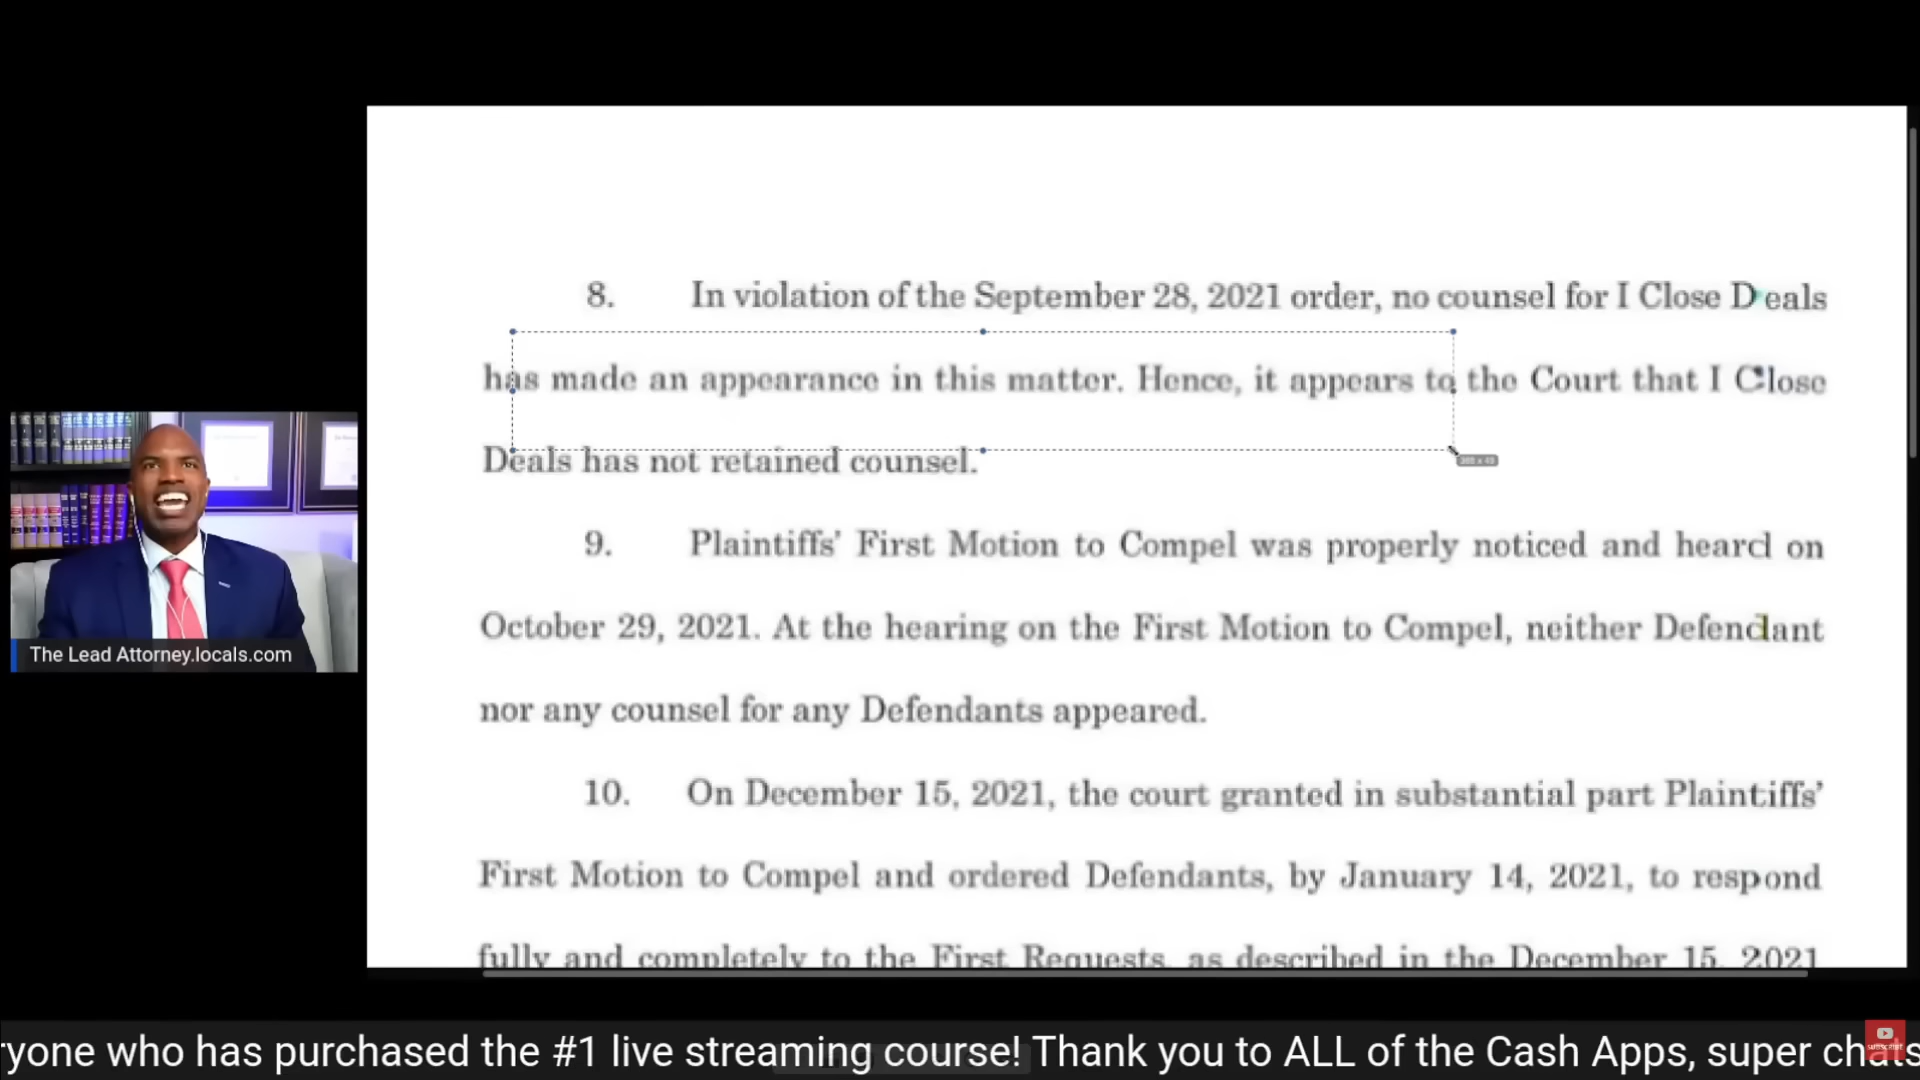 8. In violation of the September 28, 2021 order, no counsel for I Close Deals
has made an appearance in this matter. Hence, it appears to the Court that I Close
Deals has not retained counsel.
9. Plaintiffs’ First Motion to Compel was properly noticed and heard on
October 29, 2021. At the hearing on the First Motion to Compel, neither Defendant
nor any counsel for any Defendants appeared.
10. On December 15, 2021, the court granted in substantial part Plaintiffs’
First Motion to Compel and ordered Defendants, by January 14, 2021, to respond
fully and completely to the First Requests, as described in the December 15, 2021
The Lead Attorney.locals.com
ryone who has purchased the #1 live streaming course! Thank you to ALL of the Cash Apps, super chats
SUBSCRIBE